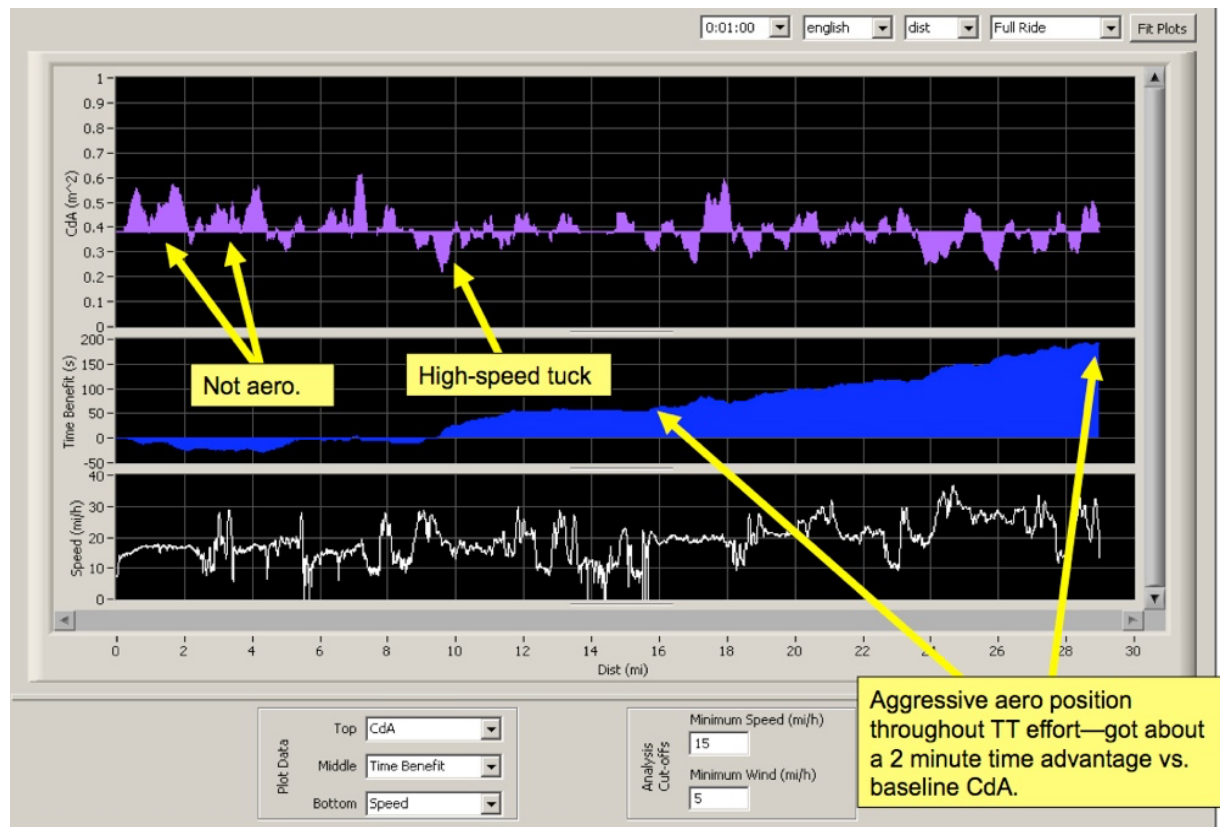 0:01:00 english dist Full Ride Fit Plots
CdA (m^2)
1
0.9
0.8
0.7
0.6
0.5
0.4
0.3
0.2
0.1
0
Not aero.
High-speed tuck
Time Benefit (s)
200
150
100
50
0
-50
Speed (mi/h)
40
30
20
10
0
0 2 4 6 8 10 12 14 16 18 20 22 24 26 28 30
Dist (mi)
Aggressive aero position
throughout TT effort—got about
a 2 minute time advantage vs.
baseline CdA.
Plot Data
Top CdA
Middle Time Benefit
Bottom Speed
Analysis
Cut-offs
Minimum Speed (mi/h)
15
Minimum Wind (mi/h)
5